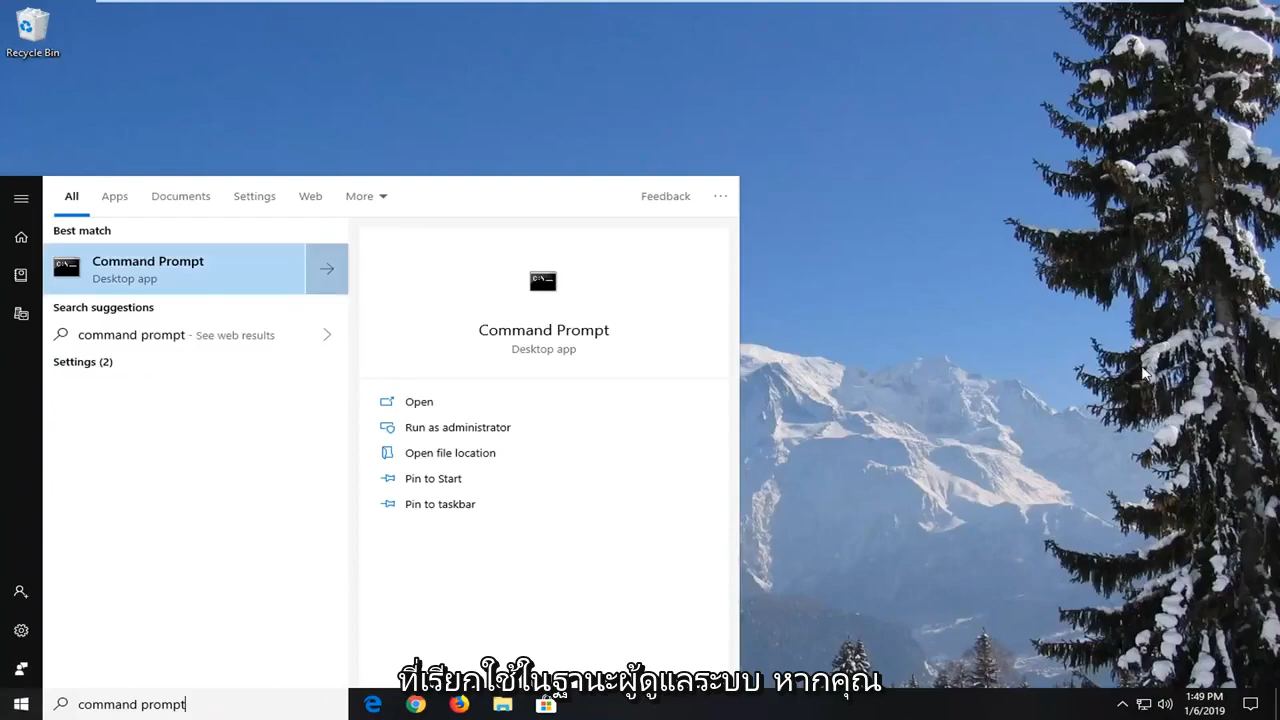 Recycle Bin
All Apps Documents Settings Web More Feedback ...
Best match
Command Prompt
Desktop app
Search suggestions
command prompt - See web results
Settings (2)
Command Prompt
Desktop app
Open
Run as administrator
Open file location
Pin to Start
Pin to taskbar
ที่เรียกใช้ในฐานะผู้ดูแลระบบ หากคุณ
command prompt
1:49 PM
1/6/2019